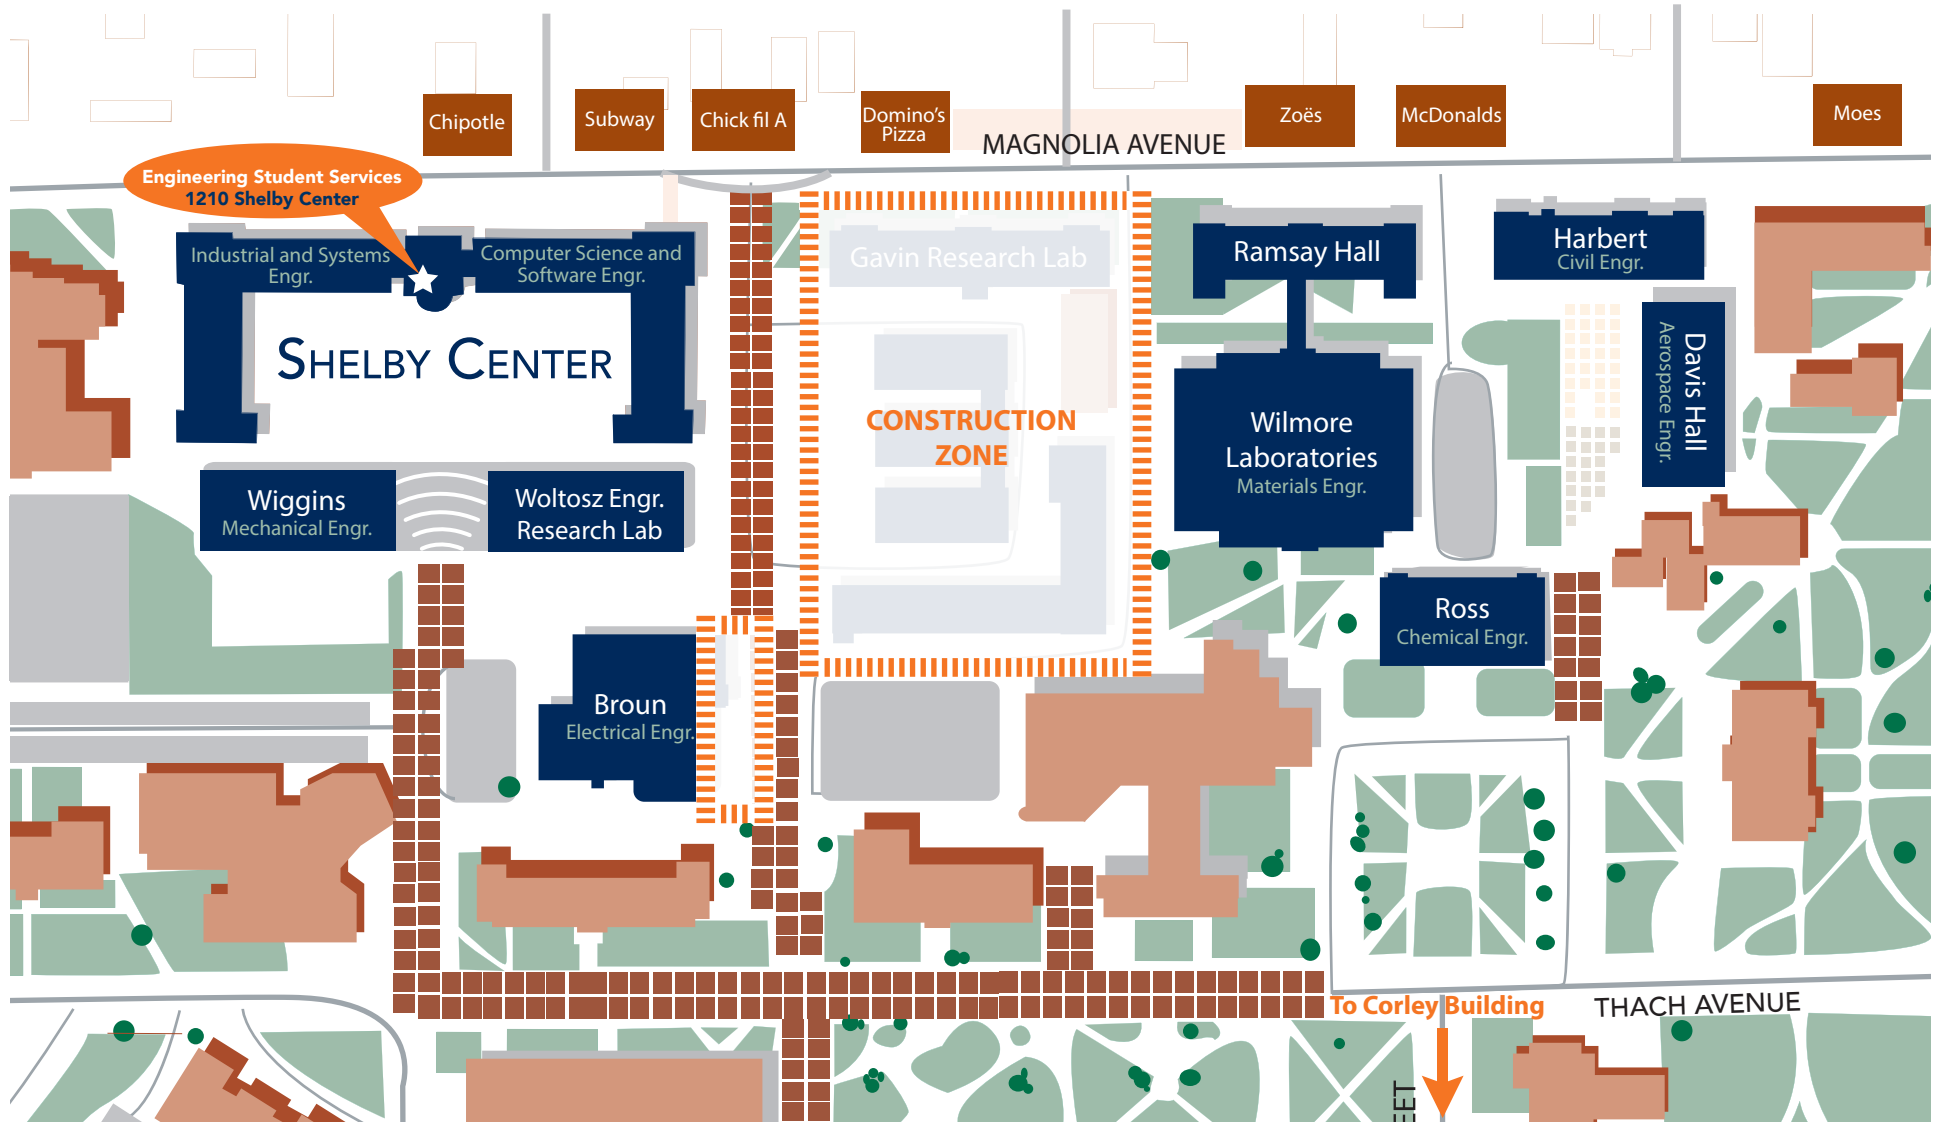 Chipotle
Subway
Chick fil A
Domino's
Pizza
Zoës
McDonalds
Moes
MAGNOLIA AVENUE
Engineering Student Services
1210 Shelby Center
Industrial and Systems
Engr.
Computer Science and
Software Engr.
SHELBY CENTER
Gavin Research Lab
Ramsay Hall
Harbert
Civil Engr.
Davis Hall
Aerospace Engr.
CONSTRUCTION
ZONE
Wilmore
Laboratories
Materials Engr.
Wiggins
Mechanical Engr.
Woltosz Engr.
Research Lab
Ross
Chemical Engr.
Broun
Electrical Engr.
To Corley Building
THACH AVENUE
EET